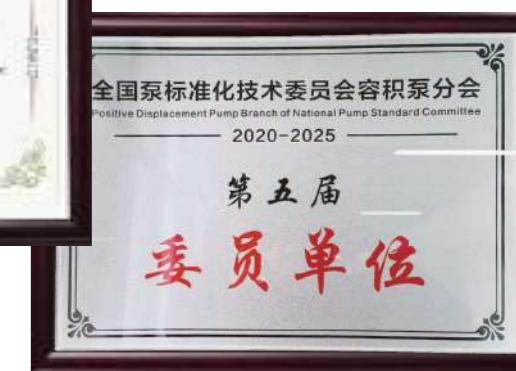 全国泵标准化技术委员会容积泵分会
Positive Displacement Pump Branch of National Pump Standard Committee
2020-2025
第五届
委员单位